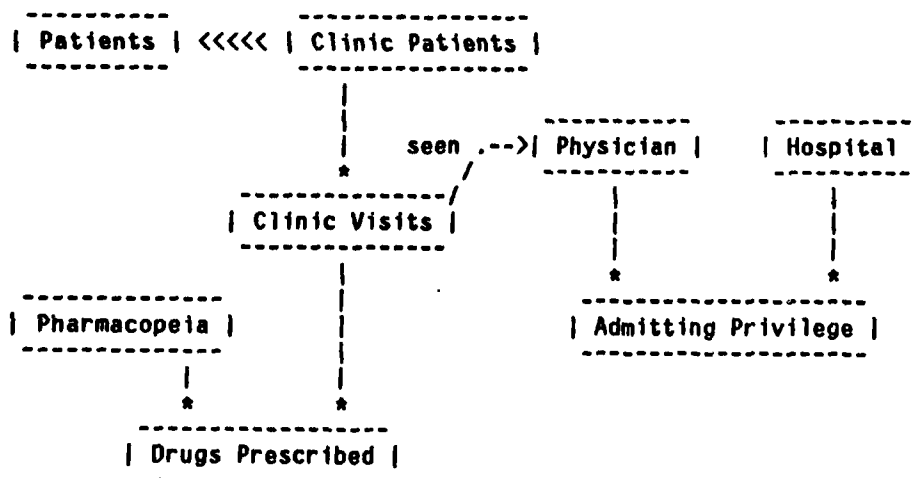 | Patients | <<<<< | Clinic Patients |
seen .-->| Physician | | Hospital
| Clinic Visits |
| Pharmacopeia | | Admitting Privilege |
| Drugs Prescribed |